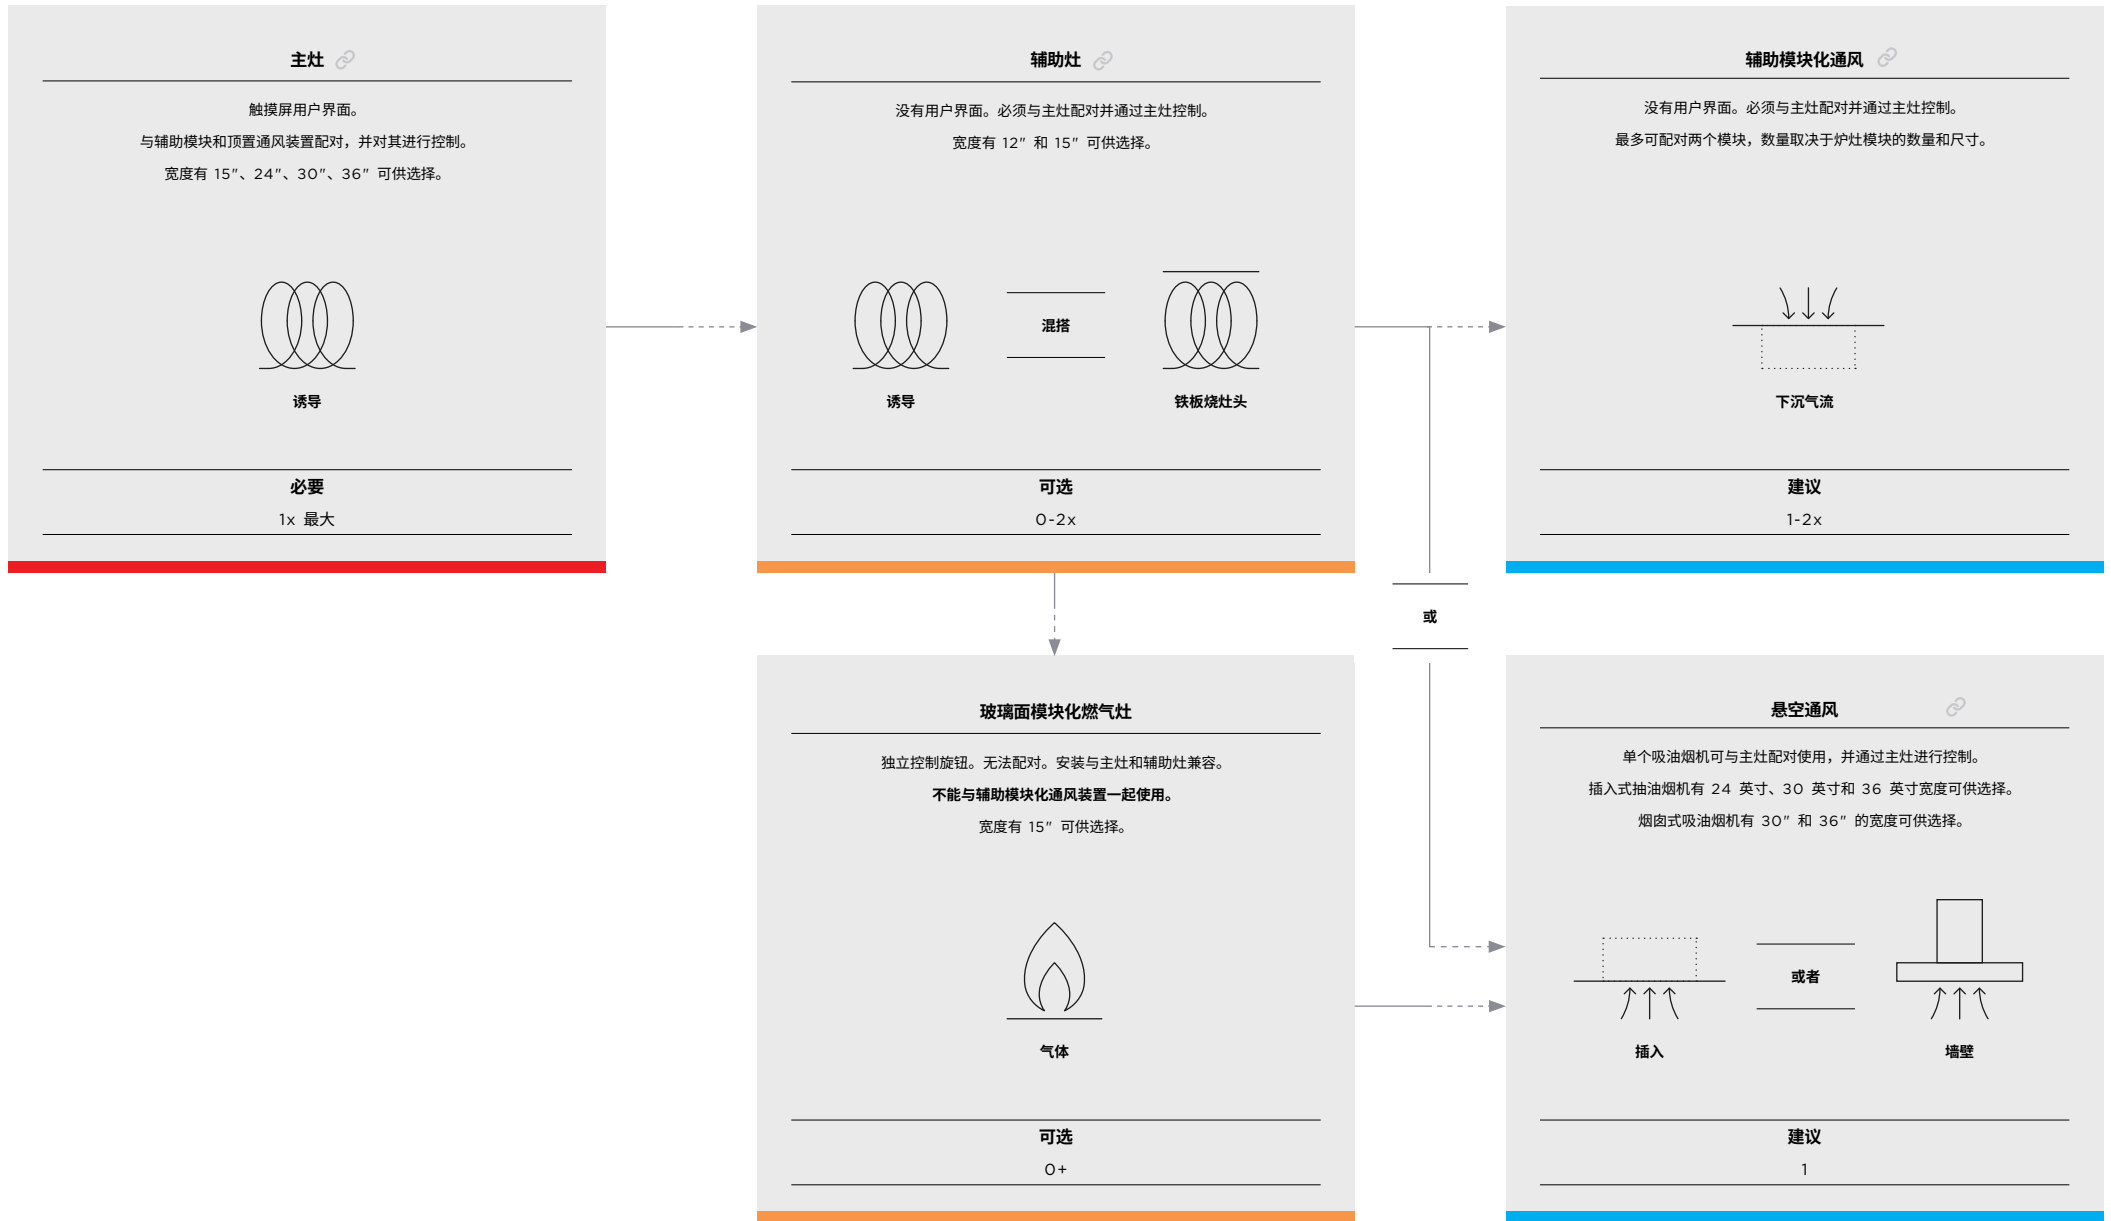 主灶
触摸屏用户界面。
与辅助模块和顶置通风装置配对，并对其进行控制。
宽度有 15"、24"、30"、36" 可供选择。
诱导
必要
1x 最大
辅助灶
没有用户界面。必须与主灶配对并通过主灶控制。
宽度有 12" 和 15" 可供选择。
诱导
混搭
铁板烧灶头
可选
0-2x
辅助模块化通风
没有用户界面。必须与主灶配对并通过主灶控制。
最多可配对两个模块，数量取决于炉灶模块的数量和尺寸。
下沉气流
建议
1-2x
或
玻璃面模块化燃气灶
独立控制旋钮。无法配对。安装与主灶和辅助灶兼容。
不能与辅助模块化通风装置一起使用。
宽度有 15" 可供选择。
气体
可选
0+
悬空通风
单个吸油烟机可与主灶配对使用，并通过主灶进行控制。
插入式抽油烟机有 24 英寸、30 英寸和 36 英寸宽度可供选择。
烟囱式吸油烟机有 30" 和 36" 的宽度可供选择。
插入
或者
墙壁
建议
1